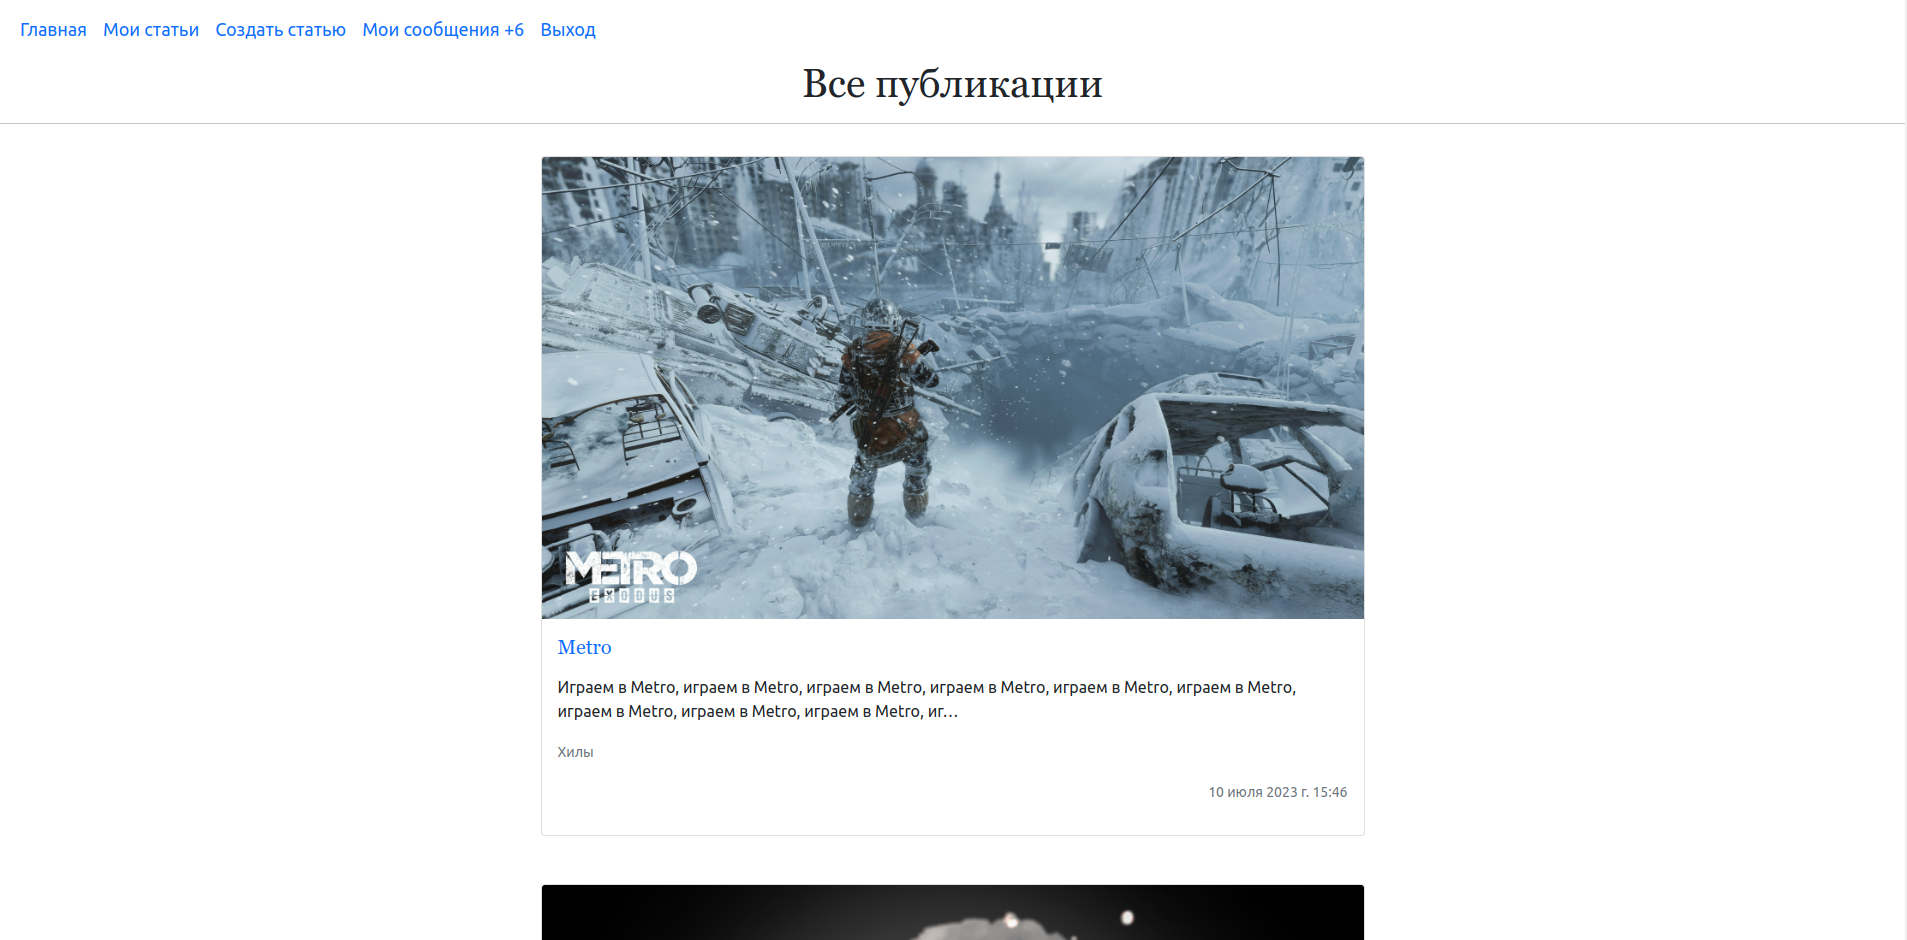 Главная Мои статьи Создать статью Мои сообщения +6 Выход
Все публикации
METRO
EXODUS
Metro
Играем в Metro, играем в Metro, играем в Metro, играем в Metro, играем в Metro, играем в Metro,
играем в Metro, играем в Metro, играем в Metro, иг…
Хилы
10 июля 2023 г. 15:46